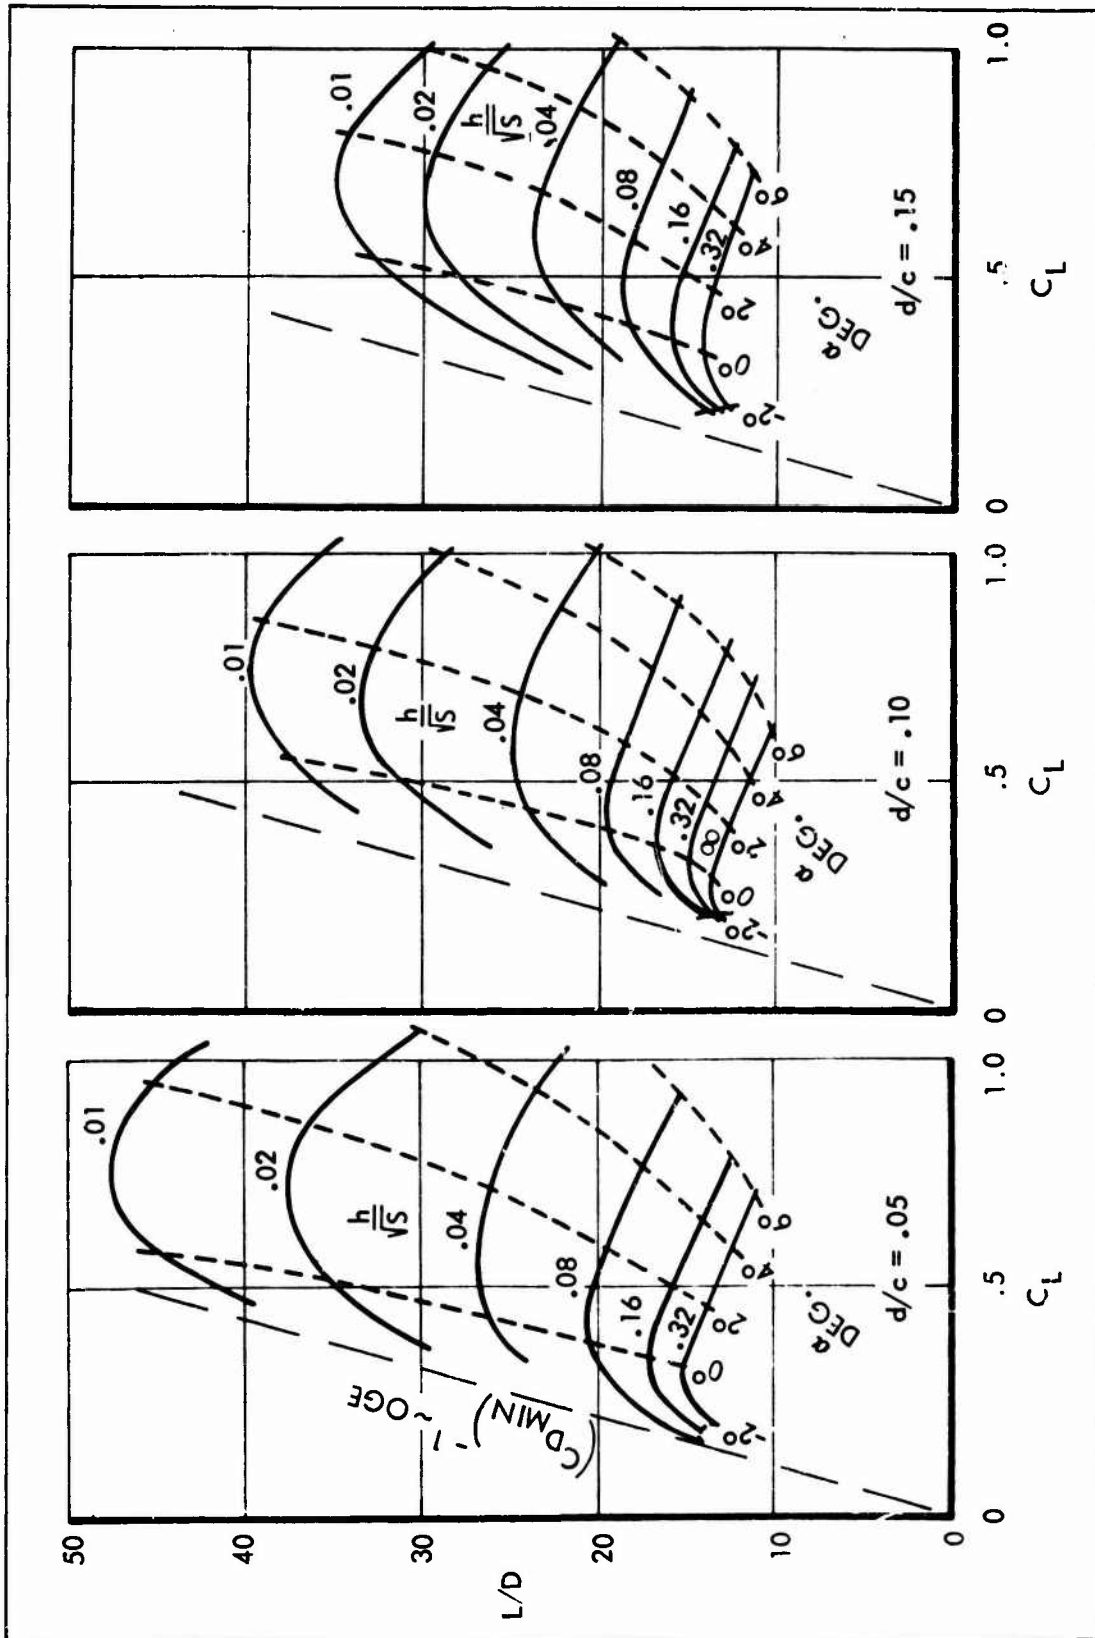 L/D
50
40
30
20
10
0
.01
.02
h/√S
.04
.08
.16
.32
(C_D MIN)^-1 ~ OGE
-2°
0°
2°
4°
6°
α
DEG.
d/c = .05
0
.5
1.0
C_L
.01
.02
h/√S
.04
.08
.16
.32
∞
-2°
0°
2°
4°
6°
α
DEG.
d/c = .10
0
.5
1.0
C_L
.01
.02
h/√S
.04
.08
.16
.32
-2°
0°
2°
4°
6°
α
DEG.
d/c = .15
0
.5
1.0
C_L